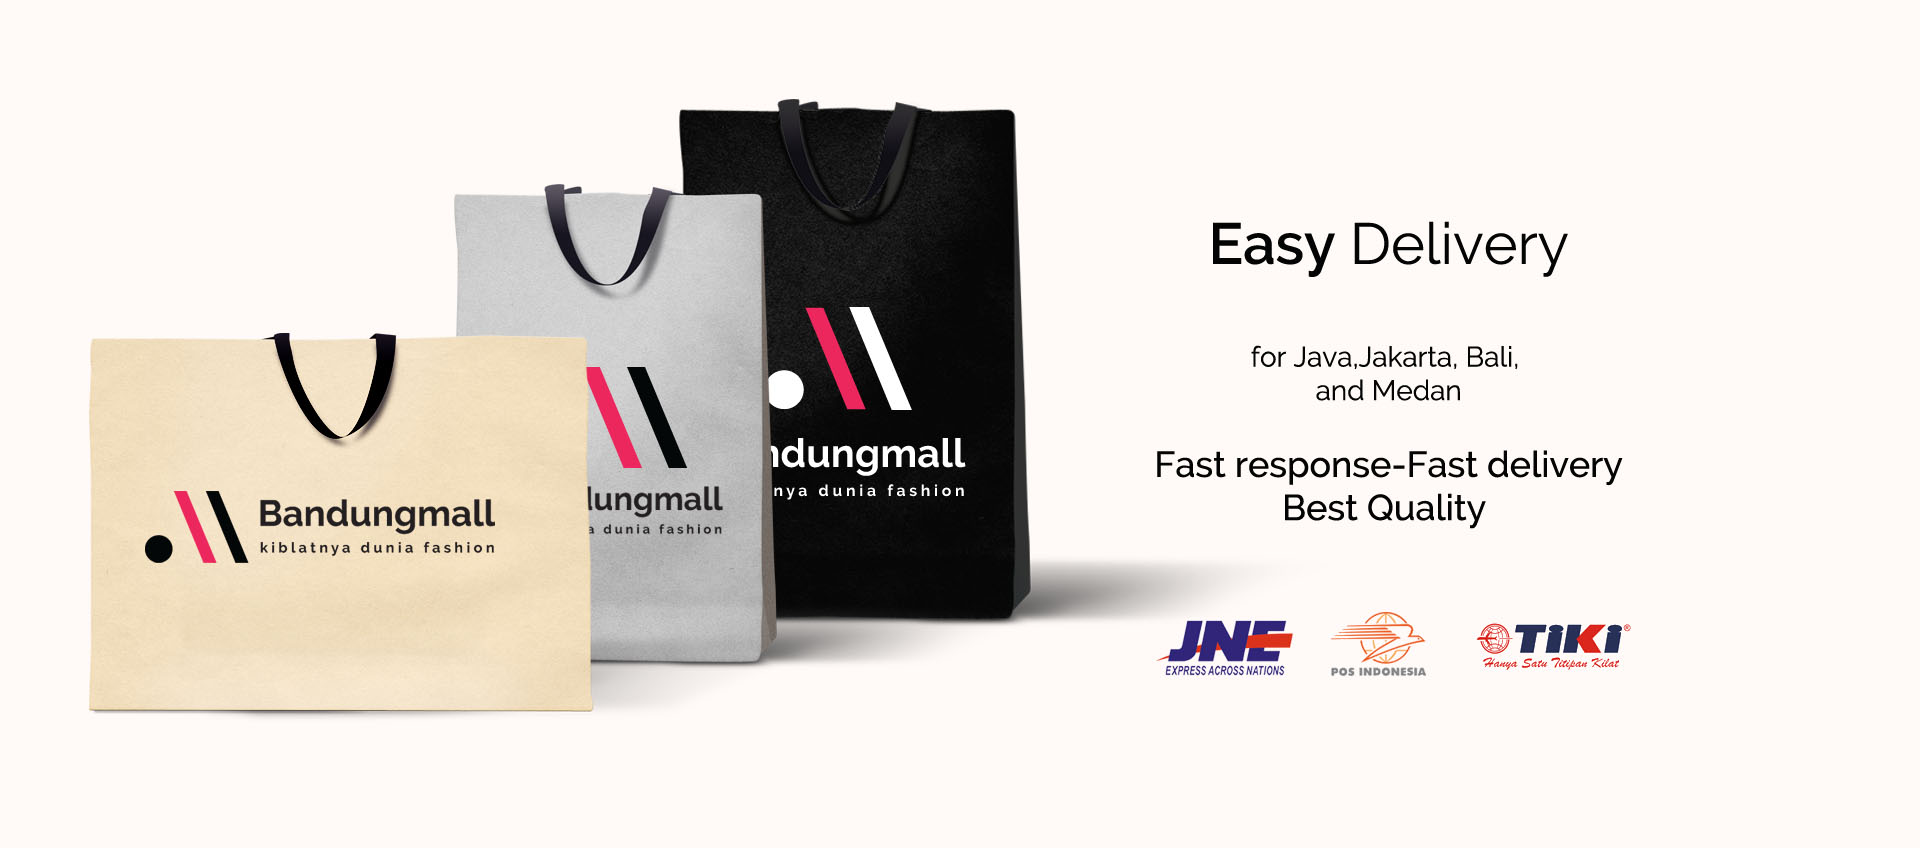 Bandungmall
kiblatnya dunia fashion
dungmall
a dunia fashion
ndungmall
nya dunia fashion
Easy Delivery
for Java,Jakarta, Bali,
and Medan
Fast response-Fast delivery
Best Quality
JNE
EXPRESS ACROSS NATIONS
POS INDONESIA
TiKi®
Hanya Satu Titipan Kilat